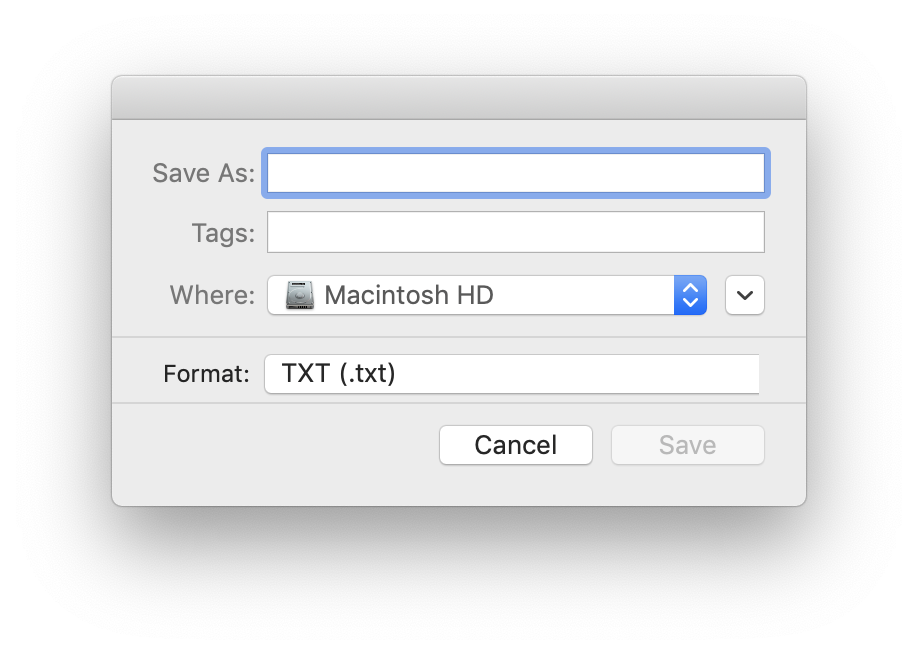 Save As:
Tags:
Where: Macintosh HD
Format: TXT (.txt)
Cancel Save